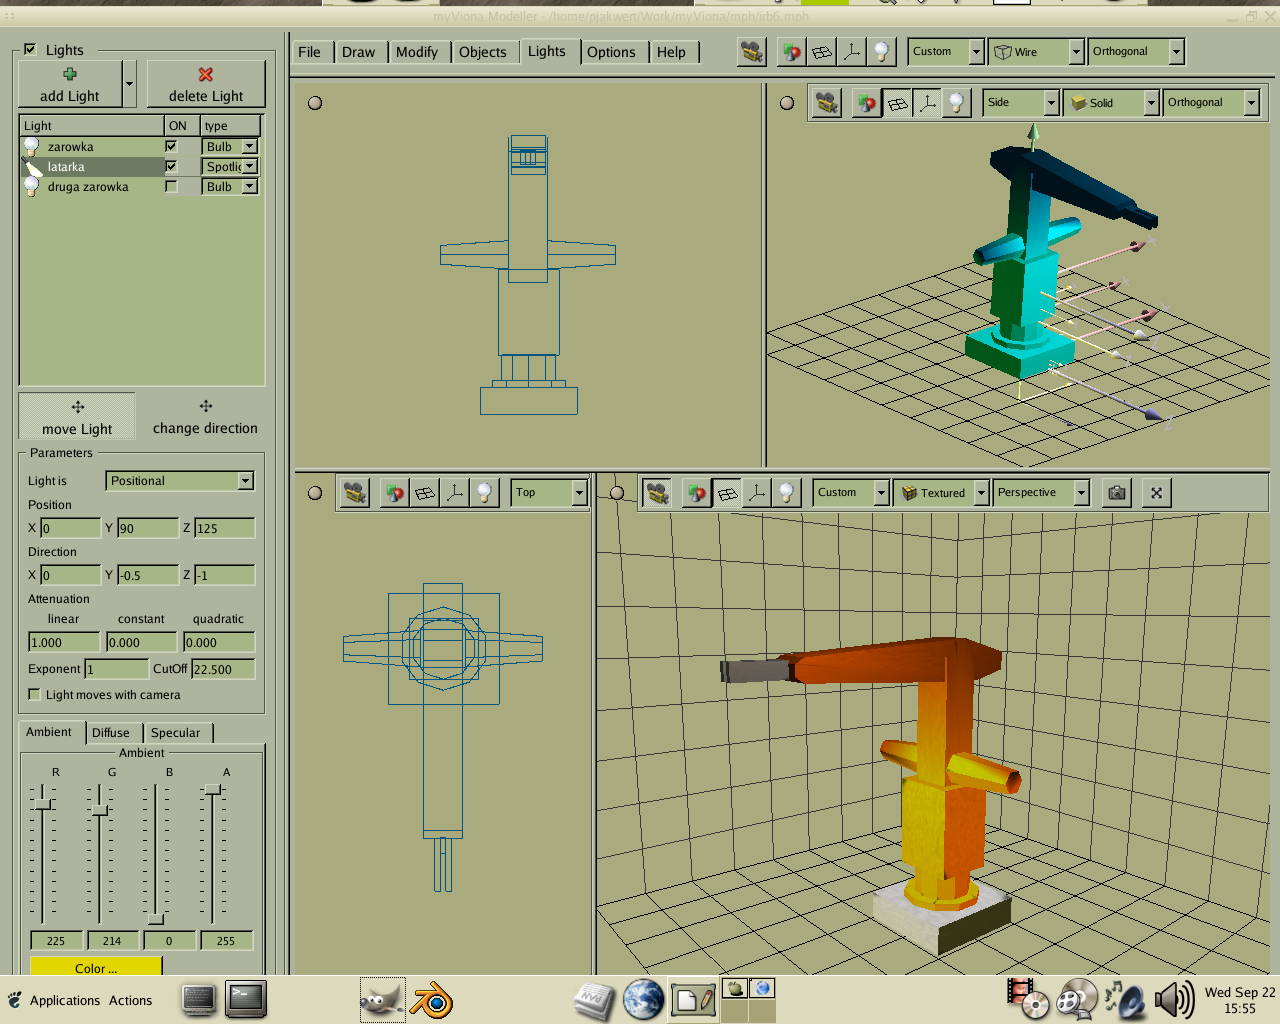 myViona Modeller - /home/pjakwert/Work/myViona/mph/irb6.mph
Lights
add Light
delete Light
Light ON type
zarowka Bulb
latarka Spotlig
druga zarowka Bulb
move Light
change direction
Parameters
Light is Positional
Position
X 0 Y 90 Z 125
Direction
X 0 Y -0.5 Z -1
Attenuation
linear constant quadratic
1.000 0.000 0.000
Exponent 1 CutOff 22.500
Light moves with camera
Ambient Diffuse Specular
Ambient
R G B A
225 214 0 255
Color ...
File Draw Modify Objects Lights Options Help
Custom Wire Orthogonal
Side Solid Orthogonal
X
X
X
Z
Z
Z
Top
Custom Textured Perspective
Applications Actions
Wed Sep 22
15:55